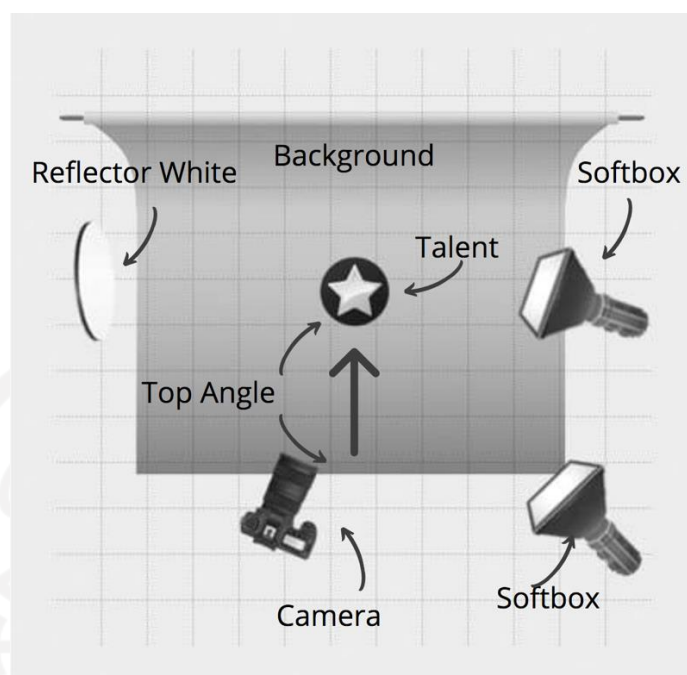 Background
Reflector White
Softbox
Talent
Top Angle
Softbox
Camera